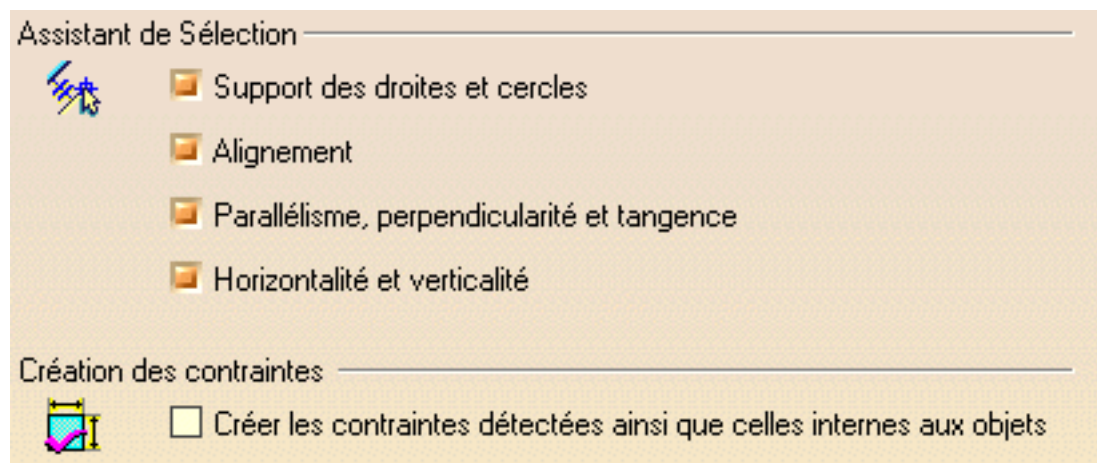 Assistant de Sélection
Support des droites et cercles
Alignement
Parallélisme, perpendicularité et tangence
Horizontalité et verticalité
Création des contraintes
Créer les contraintes détectées ainsi que celles internes aux objets